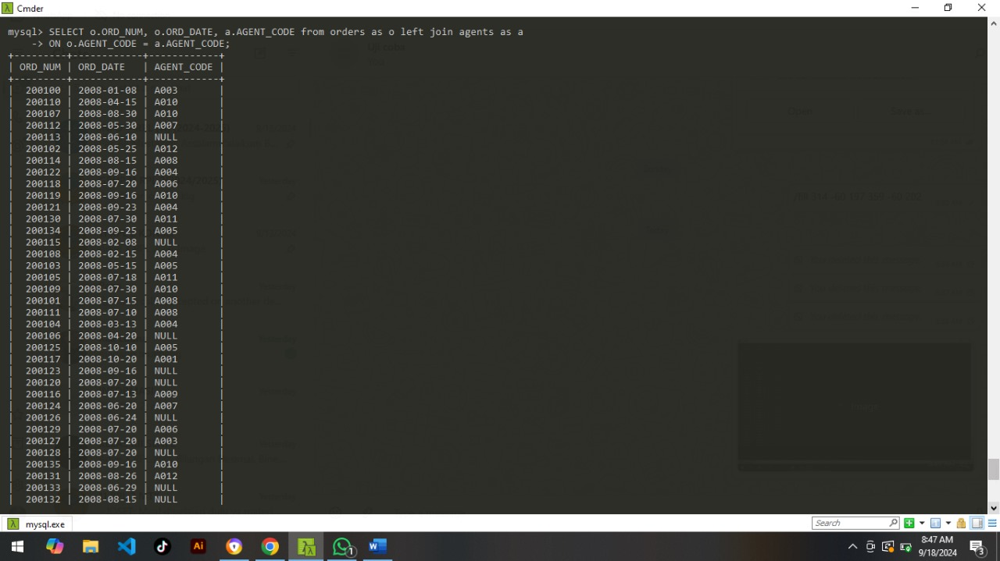 Cmder
mysql> SELECT o.ORD_NUM, o.ORD_DATE, a.AGENT_CODE from orders as o left join agents as a
    -> ON o.AGENT_CODE = a.AGENT_CODE;
+---------+------------+------------+
| ORD_NUM | ORD_DATE   | AGENT_CODE |
+---------+------------+------------+
|  200100 | 2008-01-08 | A003       |
|  200110 | 2008-04-15 | A010       |
|  200107 | 2008-08-30 | A010       |
|  200112 | 2008-05-30 | A007       |
|  200113 | 2008-06-10 | NULL       |
|  200102 | 2008-05-25 | A012       |
|  200114 | 2008-08-15 | A008       |
|  200122 | 2008-09-16 | A004       |
|  200118 | 2008-07-20 | A006       |
|  200119 | 2008-09-16 | A010       |
|  200121 | 2008-09-23 | A004       |
|  200130 | 2008-07-30 | A011       |
|  200134 | 2008-09-25 | A005       |
|  200115 | 2008-02-08 | NULL       |
|  200108 | 2008-02-15 | A004       |
|  200103 | 2008-05-15 | A005       |
|  200105 | 2008-07-18 | A011       |
|  200109 | 2008-07-30 | A010       |
|  200101 | 2008-07-15 | A008       |
|  200111 | 2008-07-10 | A008       |
|  200104 | 2008-03-13 | A004       |
|  200106 | 2008-04-20 | NULL       |
|  200125 | 2008-10-10 | A005       |
|  200117 | 2008-10-20 | A001       |
|  200123 | 2008-09-16 | NULL       |
|  200120 | 2008-07-20 | NULL       |
|  200116 | 2008-07-13 | A009       |
|  200124 | 2008-06-20 | A007       |
|  200126 | 2008-06-24 | NULL       |
|  200129 | 2008-07-20 | A006       |
|  200127 | 2008-07-20 | A003       |
|  200128 | 2008-07-20 | NULL       |
|  200135 | 2008-09-16 | A010       |
|  200131 | 2008-08-26 | A012       |
|  200133 | 2008-06-29 | NULL       |
|  200132 | 2008-08-15 | NULL       |
mysql.exe
Search
Ai
1
W
8:47 AM
9/18/2024
3